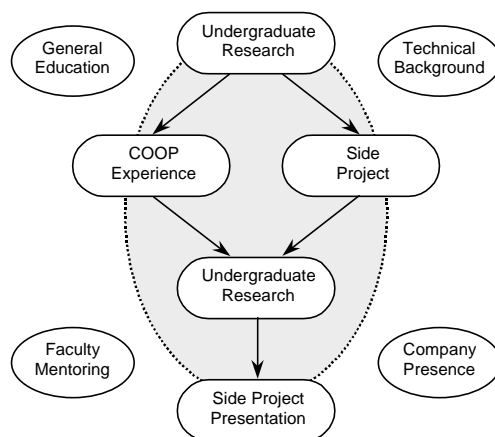 General
Education
Undergraduate
Research
Technical
Background
COOP
Experience
Side
Project
Undergraduate
Research
Faculty
Mentoring
Company
Presence
Side Project
Presentation